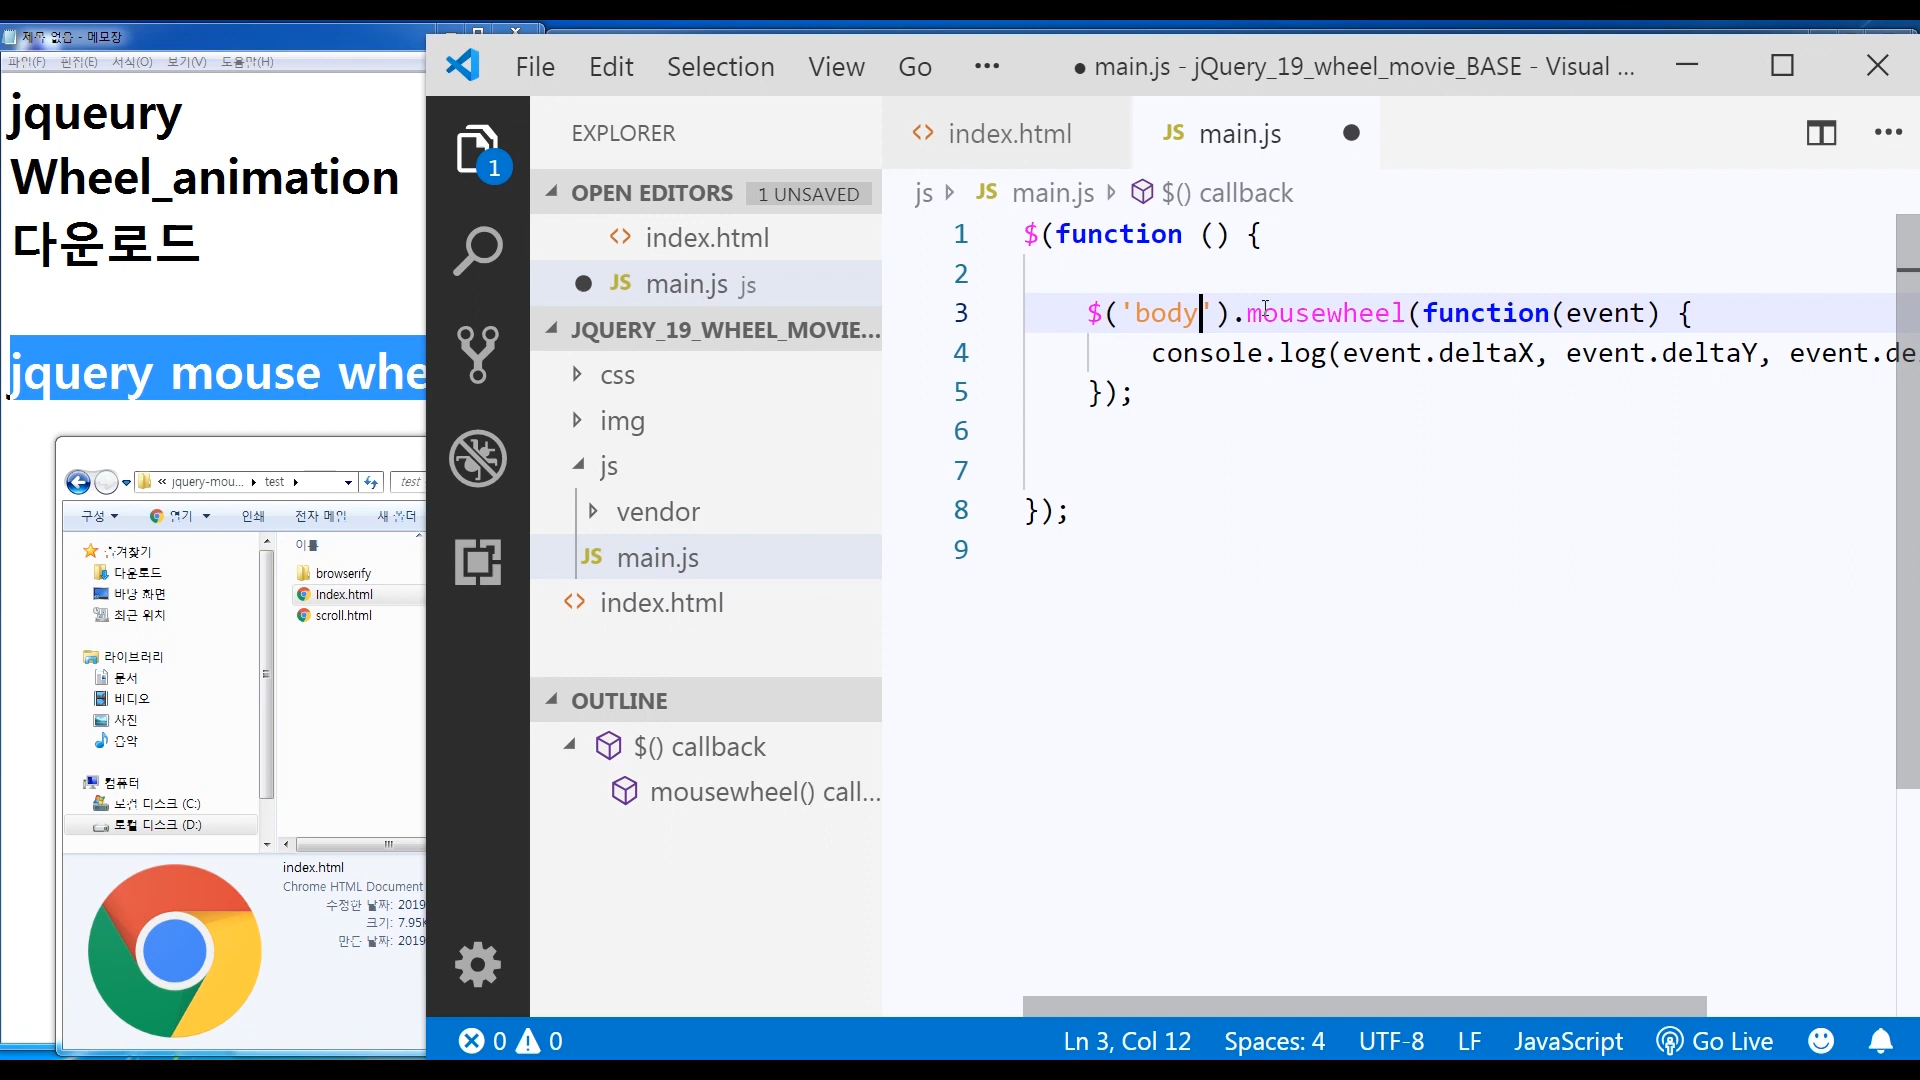 제목 없음 - 메모장
파일(F) 편집(E) 서식(O) 보기(V) 도움말(H)
jqueury
Wheel_animation
다운로드
jquery mouse whe
« jquery-mou... test test
구성 열기 인쇄 전자 메일 새 폴더
즐겨찾기
다운로드
바탕 화면
최근 위치
라이브러리
문서
비디오
사진
음악
컴퓨터
로컬 디스크 (C:)
로컬 디스크 (D:)
이름
browserify
index.html
scroll.html
index.html
Chrome HTML Document
수정한 날짜: 2019
크기: 7.95K
만든 날짜: 2019
File Edit Selection View Go ··· ● main.js - jQuery_19_wheel_movie_BASE - Visual ...
EXPLORER
OPEN EDITORS 1 UNSAVED
index.html
main.js js
JQUERY_19_WHEEL_MOVIE...
css
img
js
vendor
JS main.js
index.html
OUTLINE
$() callback
mousewheel() call...
1
index.html JS main.js
js JS main.js $() callback
1 $(function () {
2
3 $('body').mousewheel(function(event) {
4 console.log(event.deltaX, event.deltaY, event.de
5 });
6
7
8 });
9
0 0 Ln 3, Col 12 Spaces: 4 UTF-8 LF JavaScript Go Live